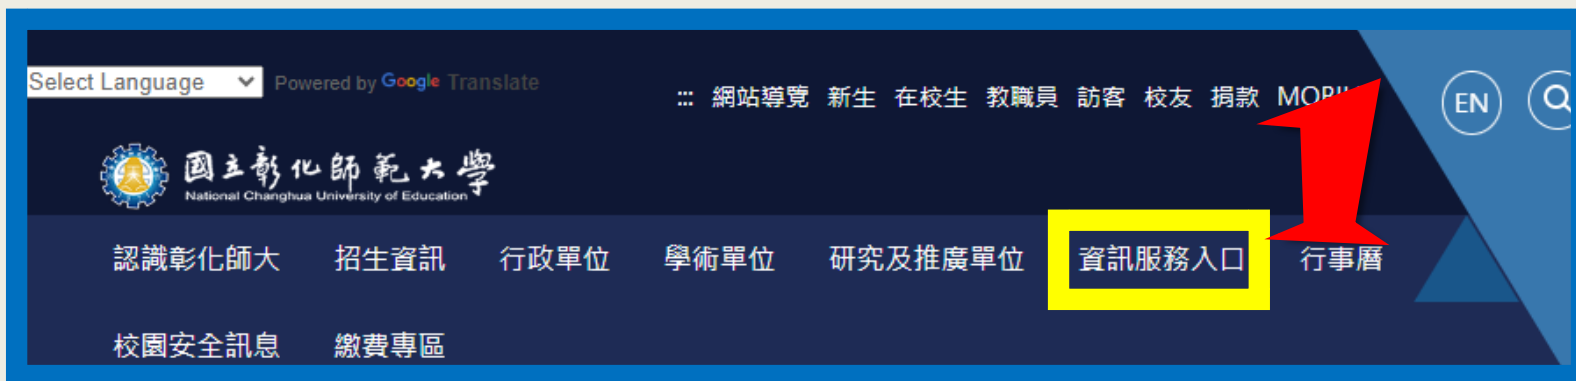 Select Language Powered by Google Translate
::: 網站導覽 新生 在校生 教職員 訪客 校友 捐款 EN
國立彰化師範大學
National Changhua University of Education
認識彰化師大 招生資訊 行政單位 學術單位 研究及推廣單位 資訊服務入口 行事曆
校園安全訊息 繳費專區
1